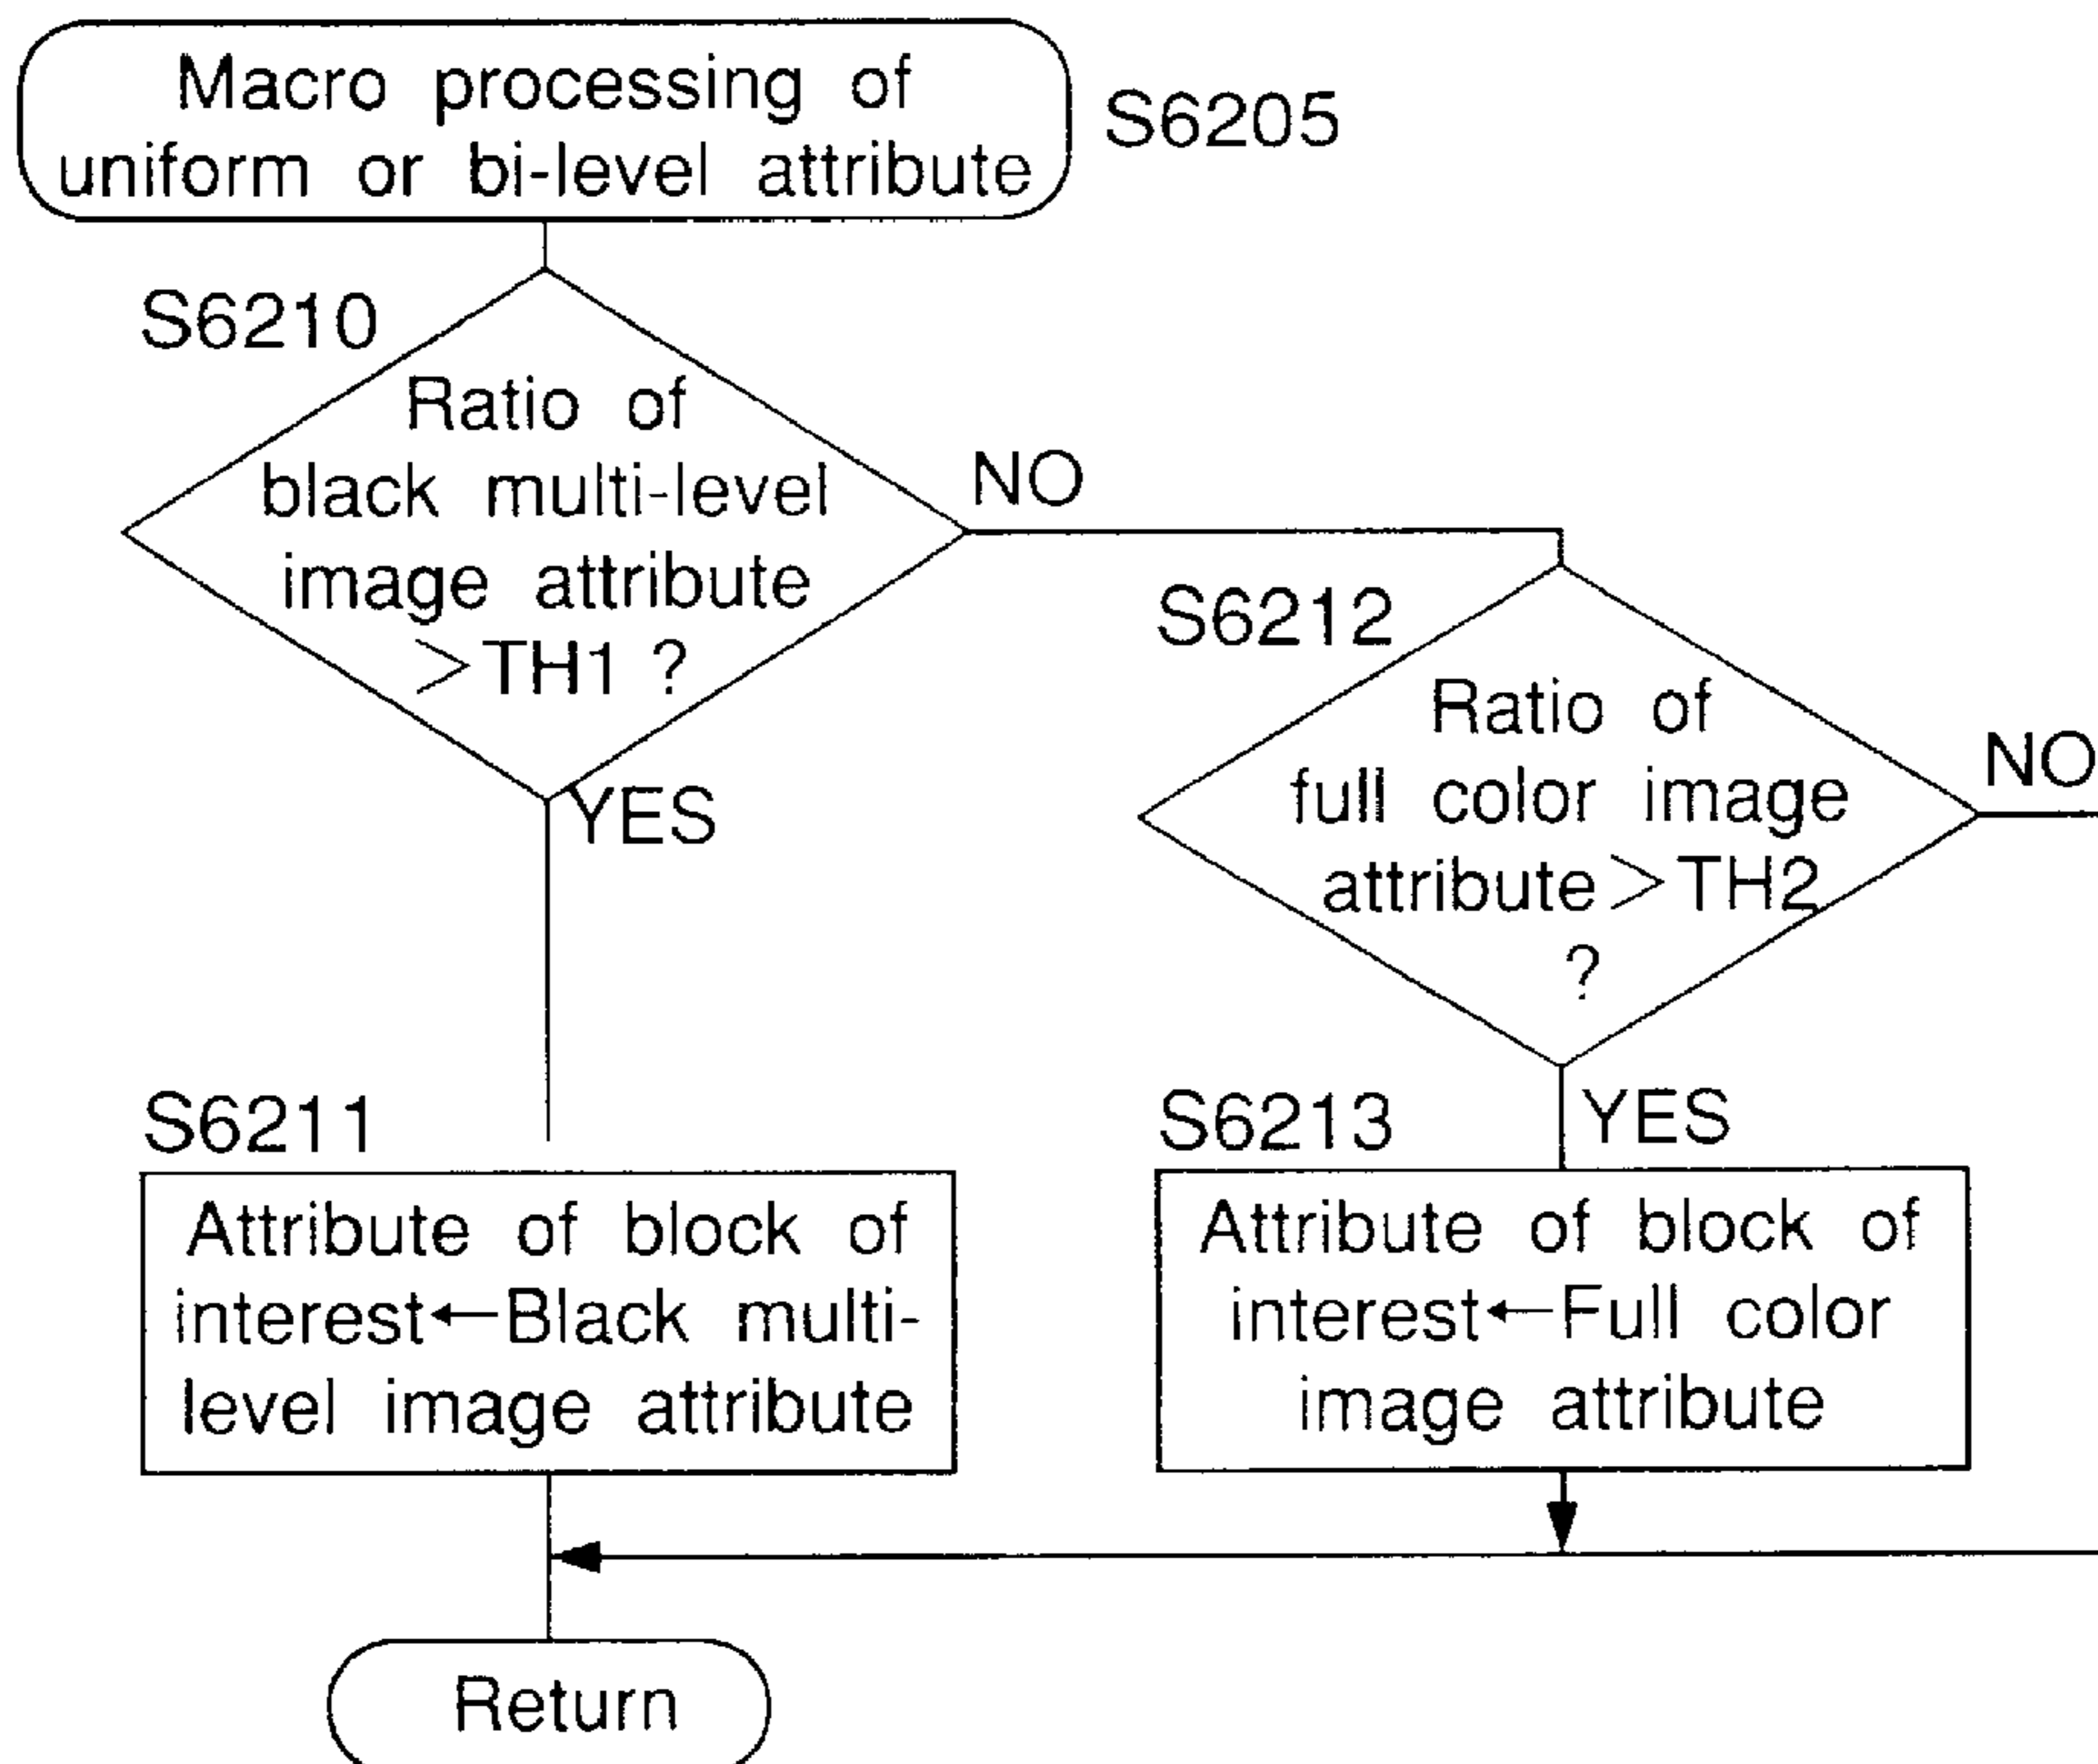 Macro processing of
uniform or bi-level attribute
S6205
S6210
Ratio of
black multi-level
image attribute
>TH1 ?
NO
YES
S6212
Ratio of
full color image
attribute>TH2
?
NO
YES
S6211
Attribute of block of
interest←Black multi-
level image attribute
S6213
Attribute of block of
interest←Full color
image attribute
Return